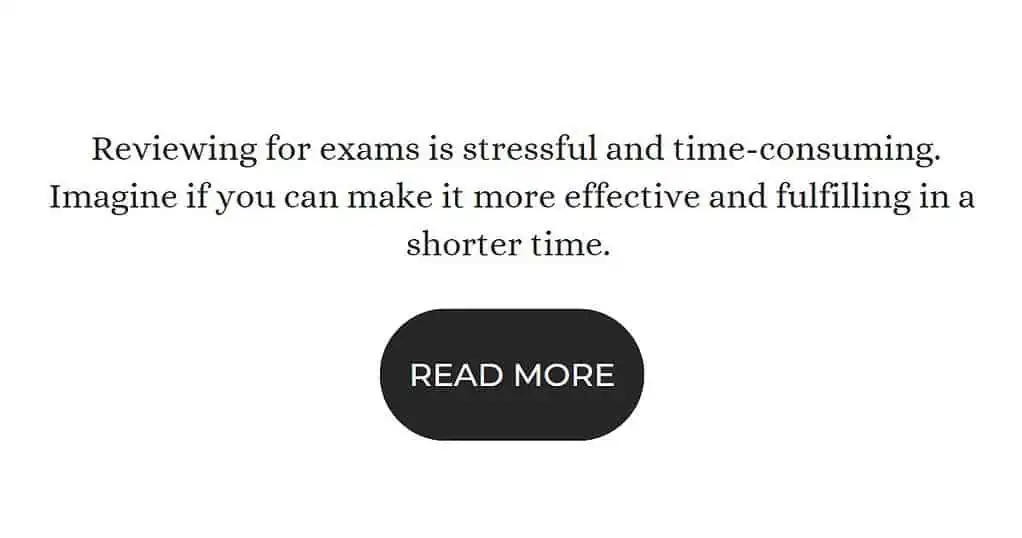 Reviewing for exams is stressful and time-consuming.
Imagine if you can make it more effective and fulfilling in a
shorter time.
READ MORE